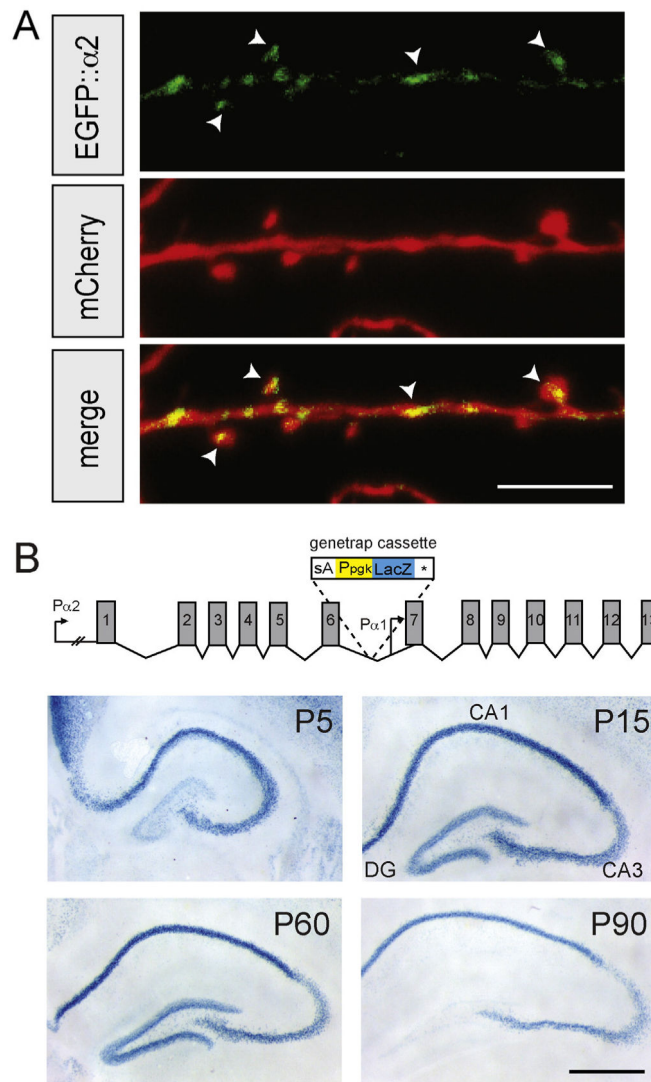 A
EGFP::α2
mCherry
merge
B
genetrap cassette
sA Ppgk LacZ *
Pα2
Pα1
1 2 3 4 5 6 7 8 9 10 11 12 13
P5
CA1 P15
DG CA3
P60
P90